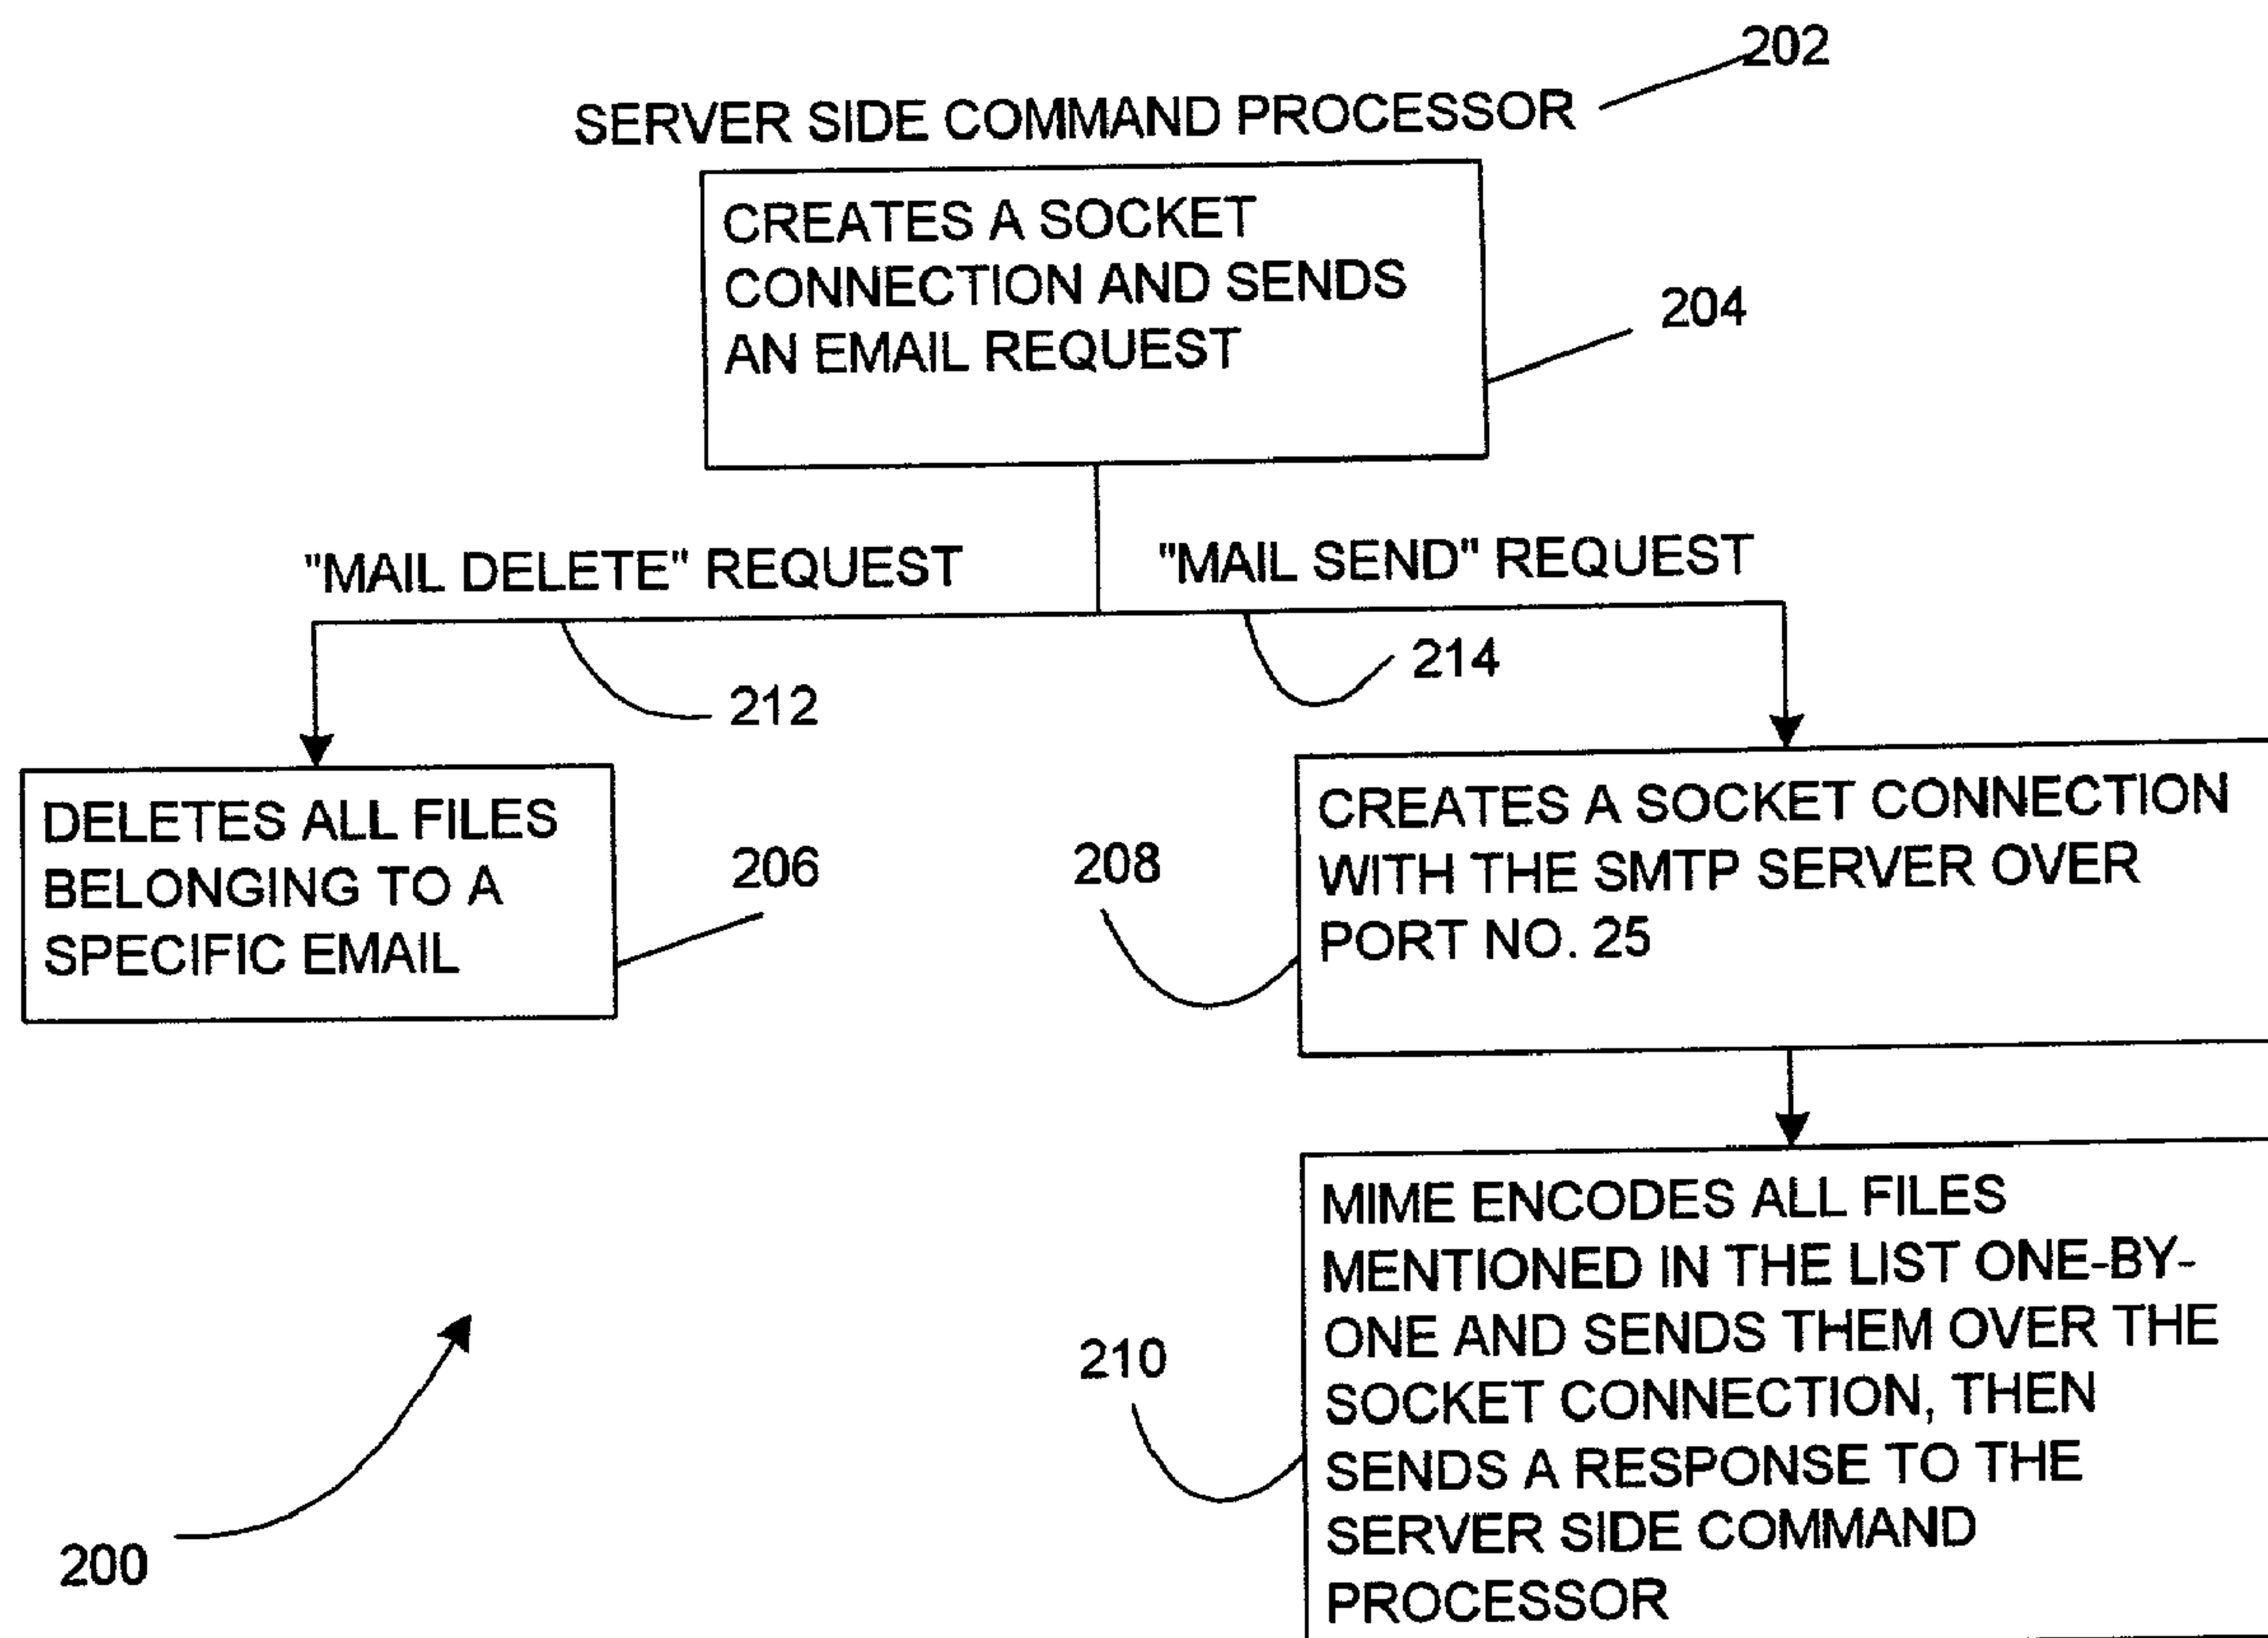 202
SERVER SIDE COMMAND PROCESSOR
CREATES A SOCKET
CONNECTION AND SENDS
AN EMAIL REQUEST
204
"MAIL DELETE" REQUEST
"MAIL SEND" REQUEST
212
214
DELETES ALL FILES
BELONGING TO A
SPECIFIC EMAIL
206
208
CREATES A SOCKET CONNECTION
WITH THE SMTP SERVER OVER
PORT NO. 25
MIME ENCODES ALL FILES
MENTIONED IN THE LIST ONE-BY-
ONE AND SENDS THEM OVER THE
SOCKET CONNECTION, THEN
SENDS A RESPONSE TO THE
SERVER SIDE COMMAND
PROCESSOR
210
200